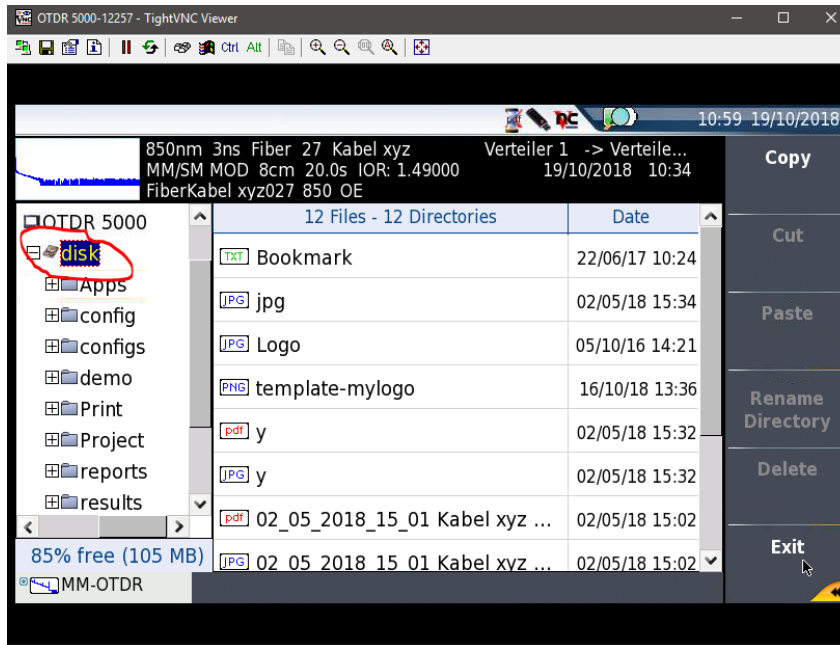 OTDR 5000-12257 - TightVNC Viewer
Ctrl Alt
10:59 19/10/2018
850nm 3ns Fiber 27 Kabel xyz Verteiler 1 -> Verteile...
MM/SM MOD 8cm 20.0s IOR: 1.49000 19/10/2018 10:34
FiberKabel xyz027 850 OE
OTDR 5000
disk
Apps
config
configs
demo
Print
Project
reports
results
85% free (105 MB)
MM-OTDR
12 Files - 12 Directories Date
TXT Bookmark 22/06/17 10:24
JPG jpg 02/05/18 15:34
JPG Logo 05/10/16 14:21
PNG template-mylogo 16/10/18 13:36
pdf y 02/05/18 15:32
JPG y 02/05/18 15:32
pdf 02_05_2018_15_01 Kabel xyz ... 02/05/18 15:02
JPG 02_05_2018_15_01 Kabel xyz ... 02/05/18 15:02
Copy
Cut
Paste
Rename
Directory
Delete
Exit